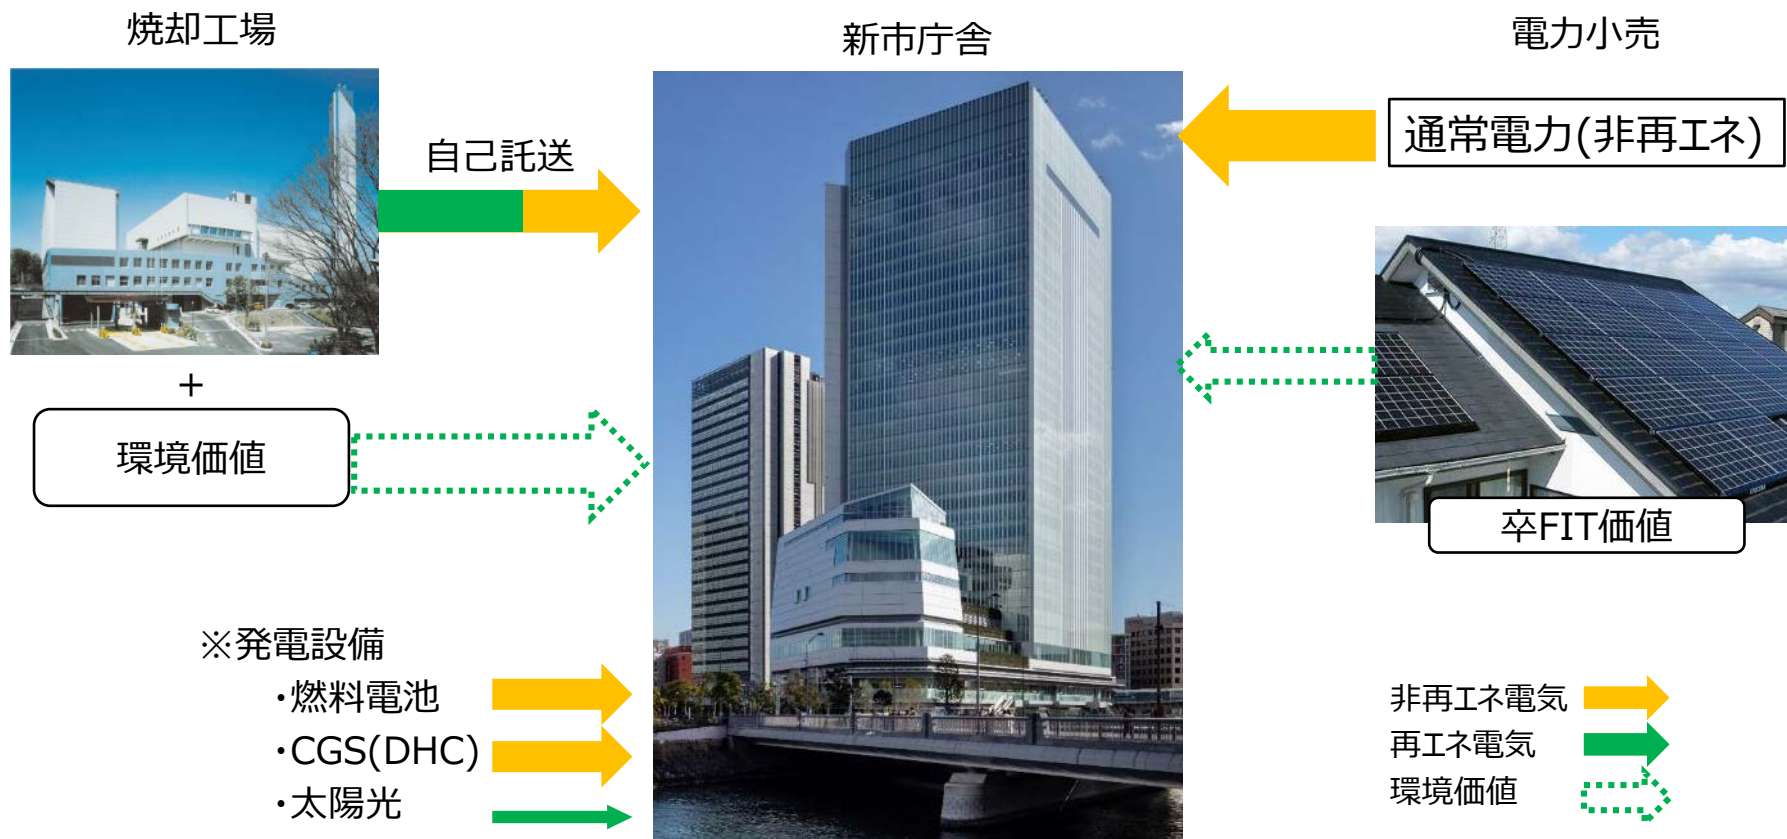 焼却工場
新市庁舎
電力小売
自己託送
通常電力(非再エネ)
+
環境価値
卒FIT価値
※発電設備
・燃料電池
・CGS(DHC)
・太陽光
非再エネ電気
再エネ電気
環境価値